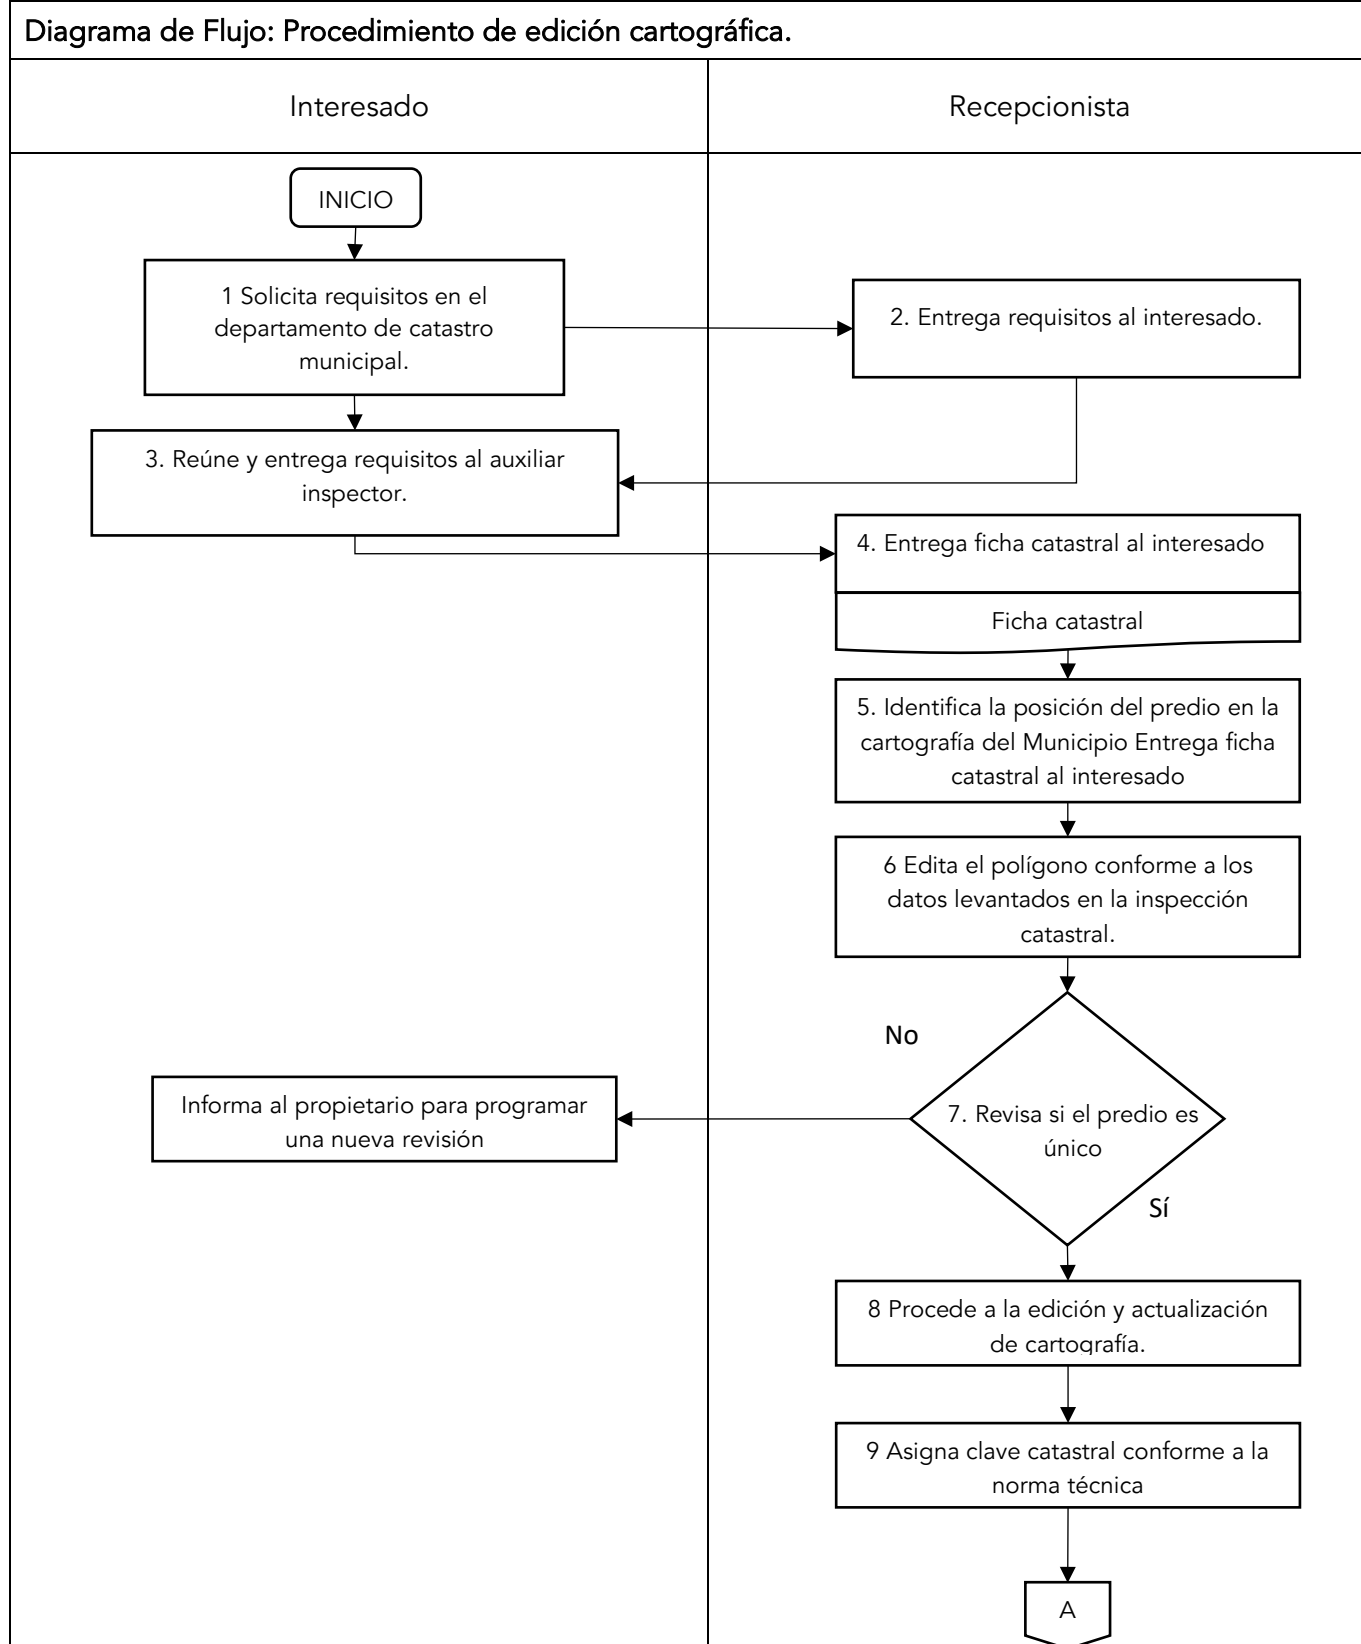 Diagrama de Flujo: Procedimiento de edición cartográfica.
Interesado
Recepcionista
INICIO
1 Solicita requisitos en el
departamento de catastro
municipal.
2. Entrega requisitos al interesado.
3. Reúne y entrega requisitos al auxiliar
inspector.
4. Entrega ficha catastral al interesado
Ficha catastral
5. Identifica la posición del predio en la
cartografía del Municipio Entrega ficha
catastral al interesado
6 Edita el polígono conforme a los
datos levantados en la inspección
catastral.
No
7. Revisa si el predio es
único
Informa al propietario para programar
una nueva revisión
Sí
8 Procede a la edición y actualización
de cartografía.
9 Asigna clave catastral conforme a la
norma técnica
A